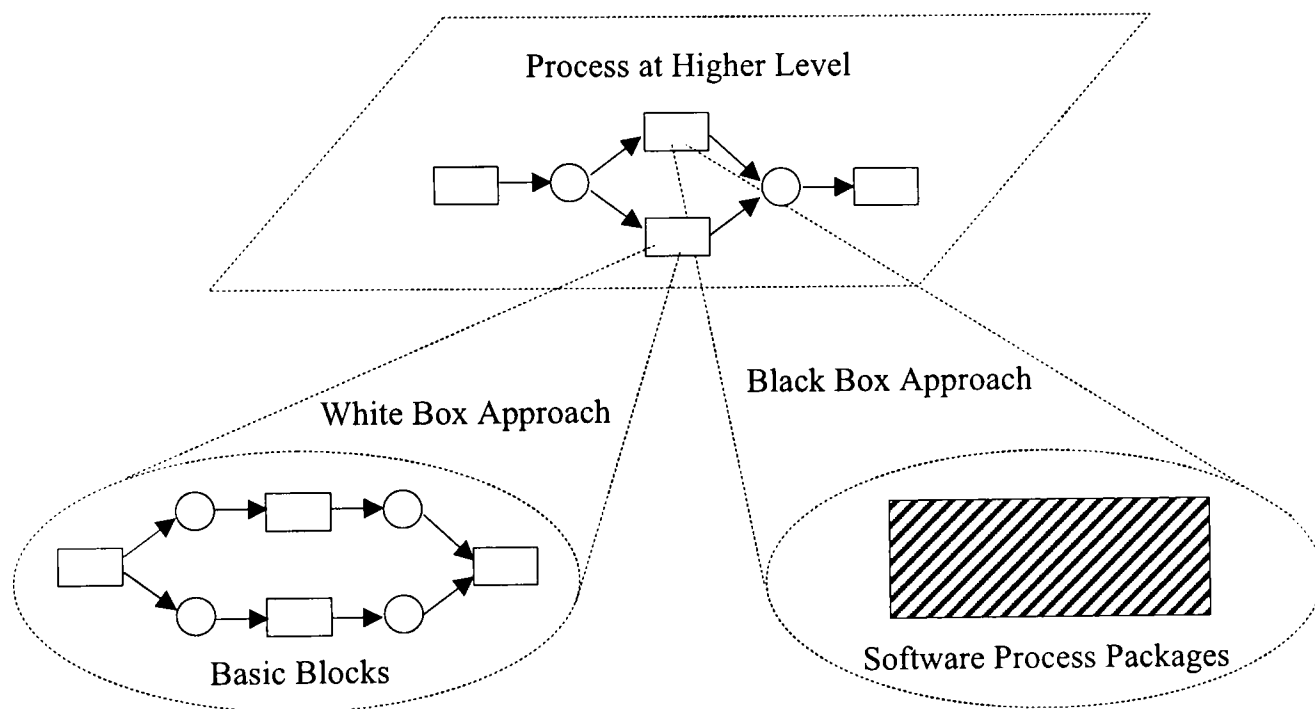 Process at Higher Level
Black Box Approach
White Box Approach
Software Process Packages
Basic Blocks